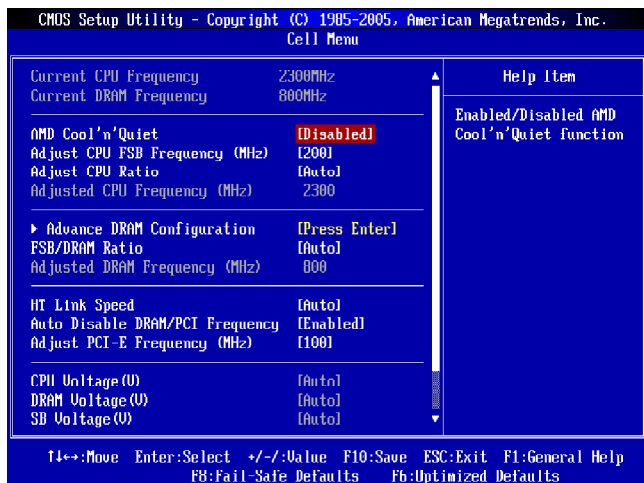 CMOS Setup Utility - Copyright (C) 1985-2005, American Megatrends, Inc.
Cell Menu
Current CPU Frequency 2300MHz
Current DRAM Frequency 800MHz
AMD Cool'n'Quiet [Disabled]
Adjust CPU FSB Frequency (MHz) [200]
Adjust CPU Ratio [Auto]
Adjusted CPU Frequency (MHz) 2300
▶ Advance DRAM Configuration [Press Enter]
FSB/DRAM Ratio [Auto]
Adjusted DRAM Frequency (MHz) 800
HT Link Speed [Auto]
Auto Disable DRAM/PCI Frequency [Enabled]
Adjust PCI-E Frequency (MHz) [100]
CPU Voltage(V) [Auto]
DRAM Voltage(V) [Auto]
SB Voltage(V) [Auto]
Help Item
Enabled/Disabled AMD
Cool'n'Quiet function
↑↓←→:Move Enter:Select +/-/:Value F10:Save ESC:Exit F1:General Help
F8:Fail-Safe Defaults F6:Optimized Defaults